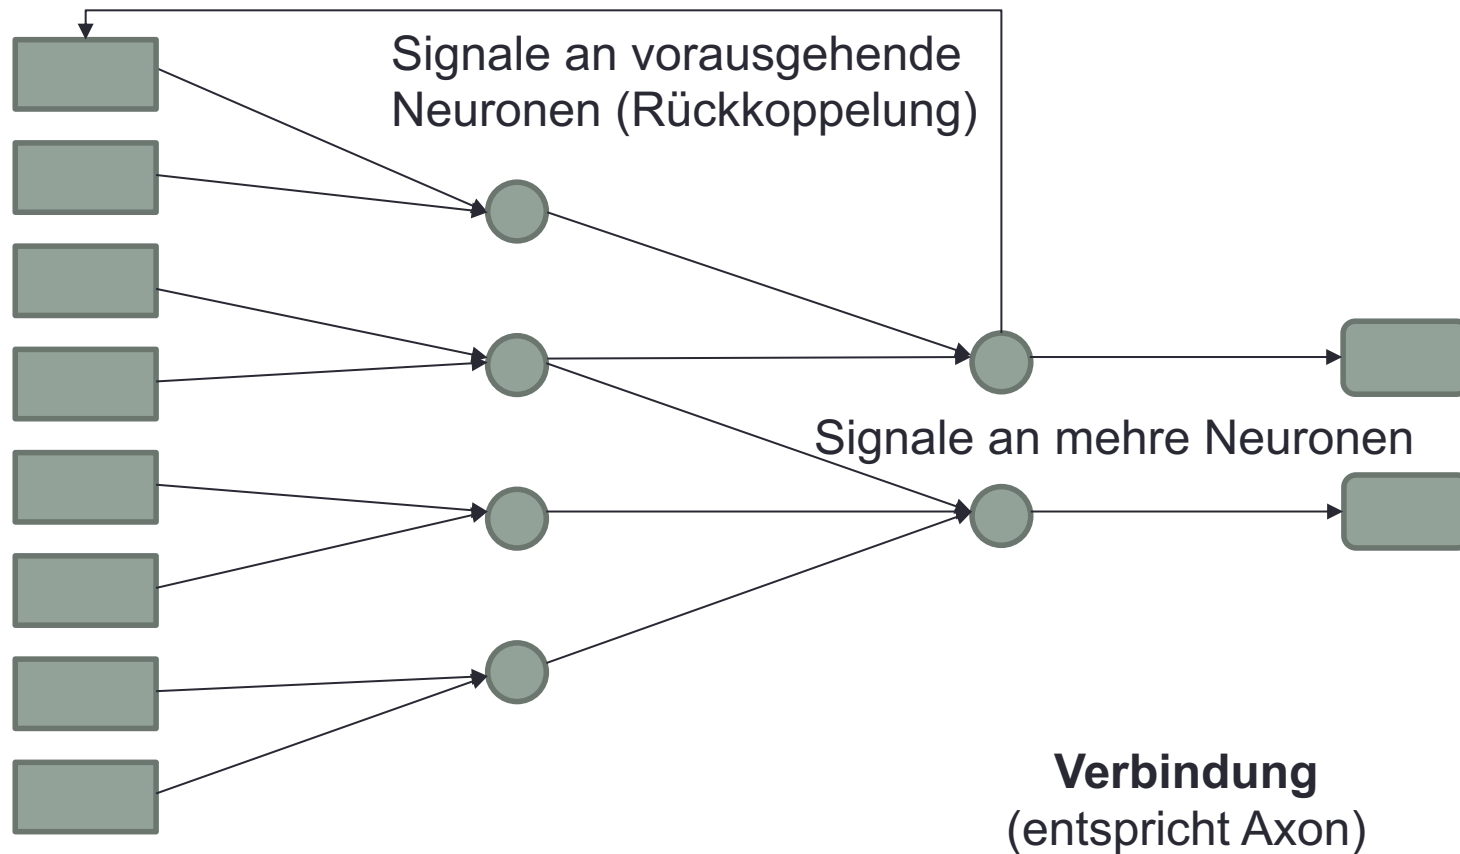 Signale an vorausgehende
Neuronen (Rückkoppelung)
Signale an mehre Neuronen
Verbindung
(entspricht Axon)